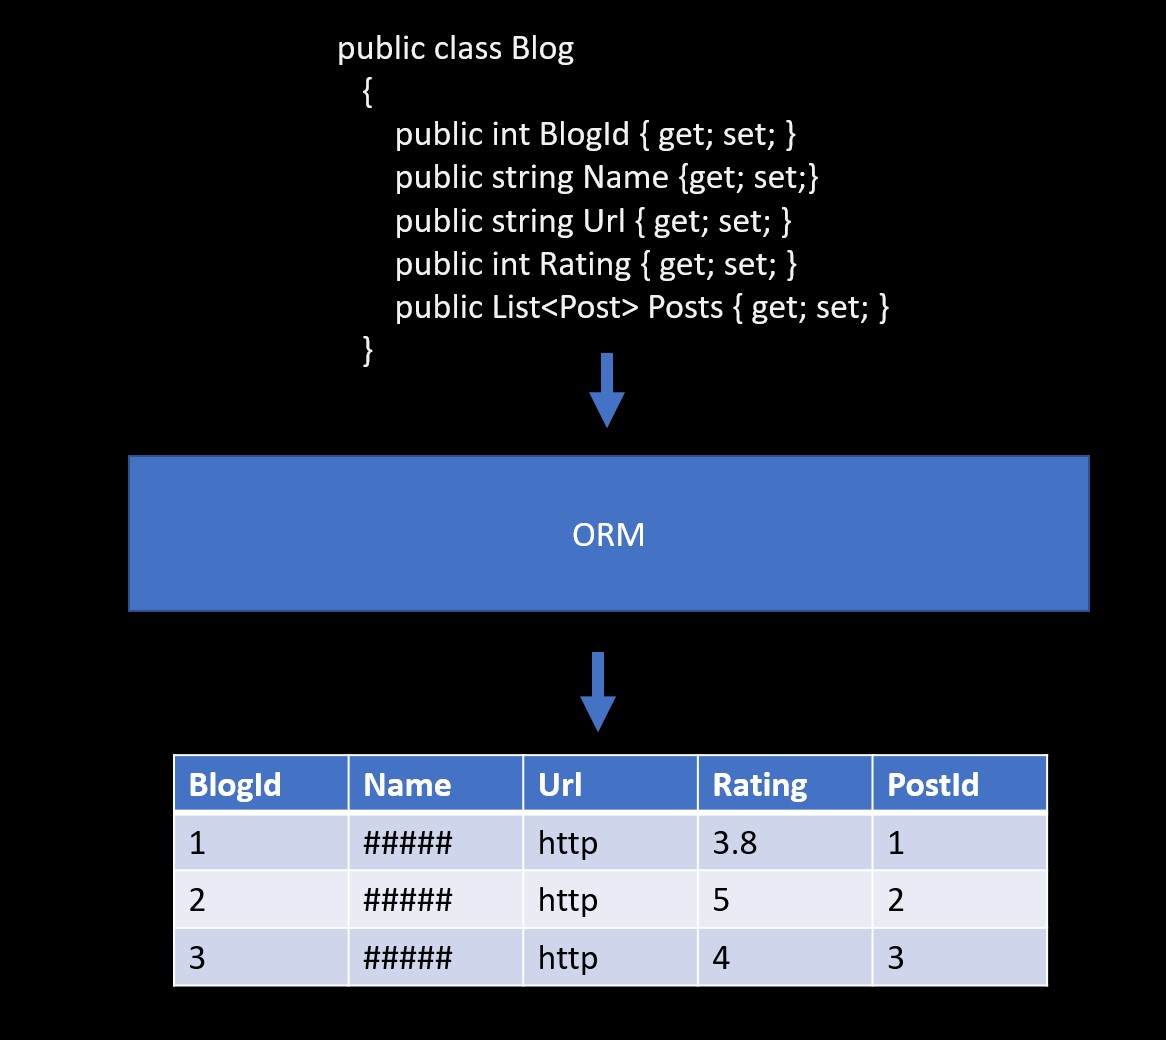 public class Blog
{
public int BlogId { get; set; }
public string Name {get; set;}
public string Url { get; set; }
public int Rating { get; set; }
public List<Post> Posts { get; set; }
}
ORM
BlogId Name Url Rating PostId
1 ##### http 3.8 1
2 ##### http 5 2
3 ##### http 4 3